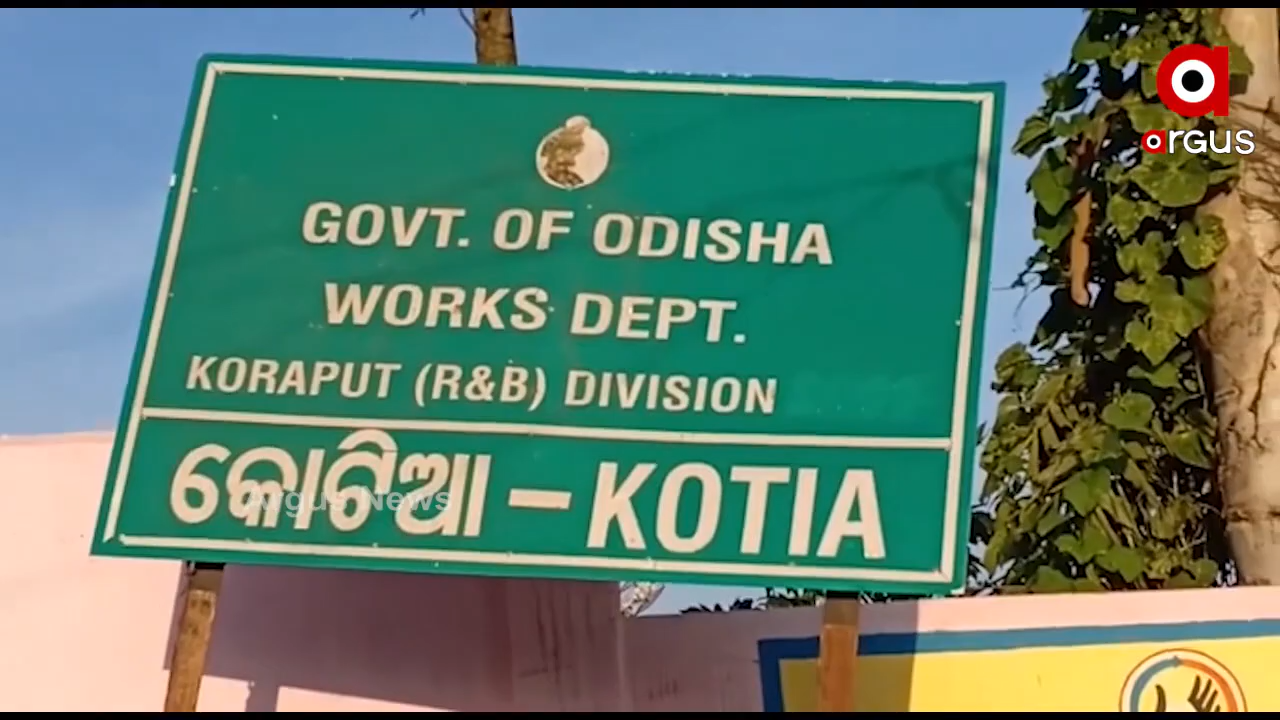 argus
GOVT. OF ODISHA
WORKS DEPT.
KORAPUT (R&B) DIVISION
କୋଟିଆ – KOTIA
Argus News